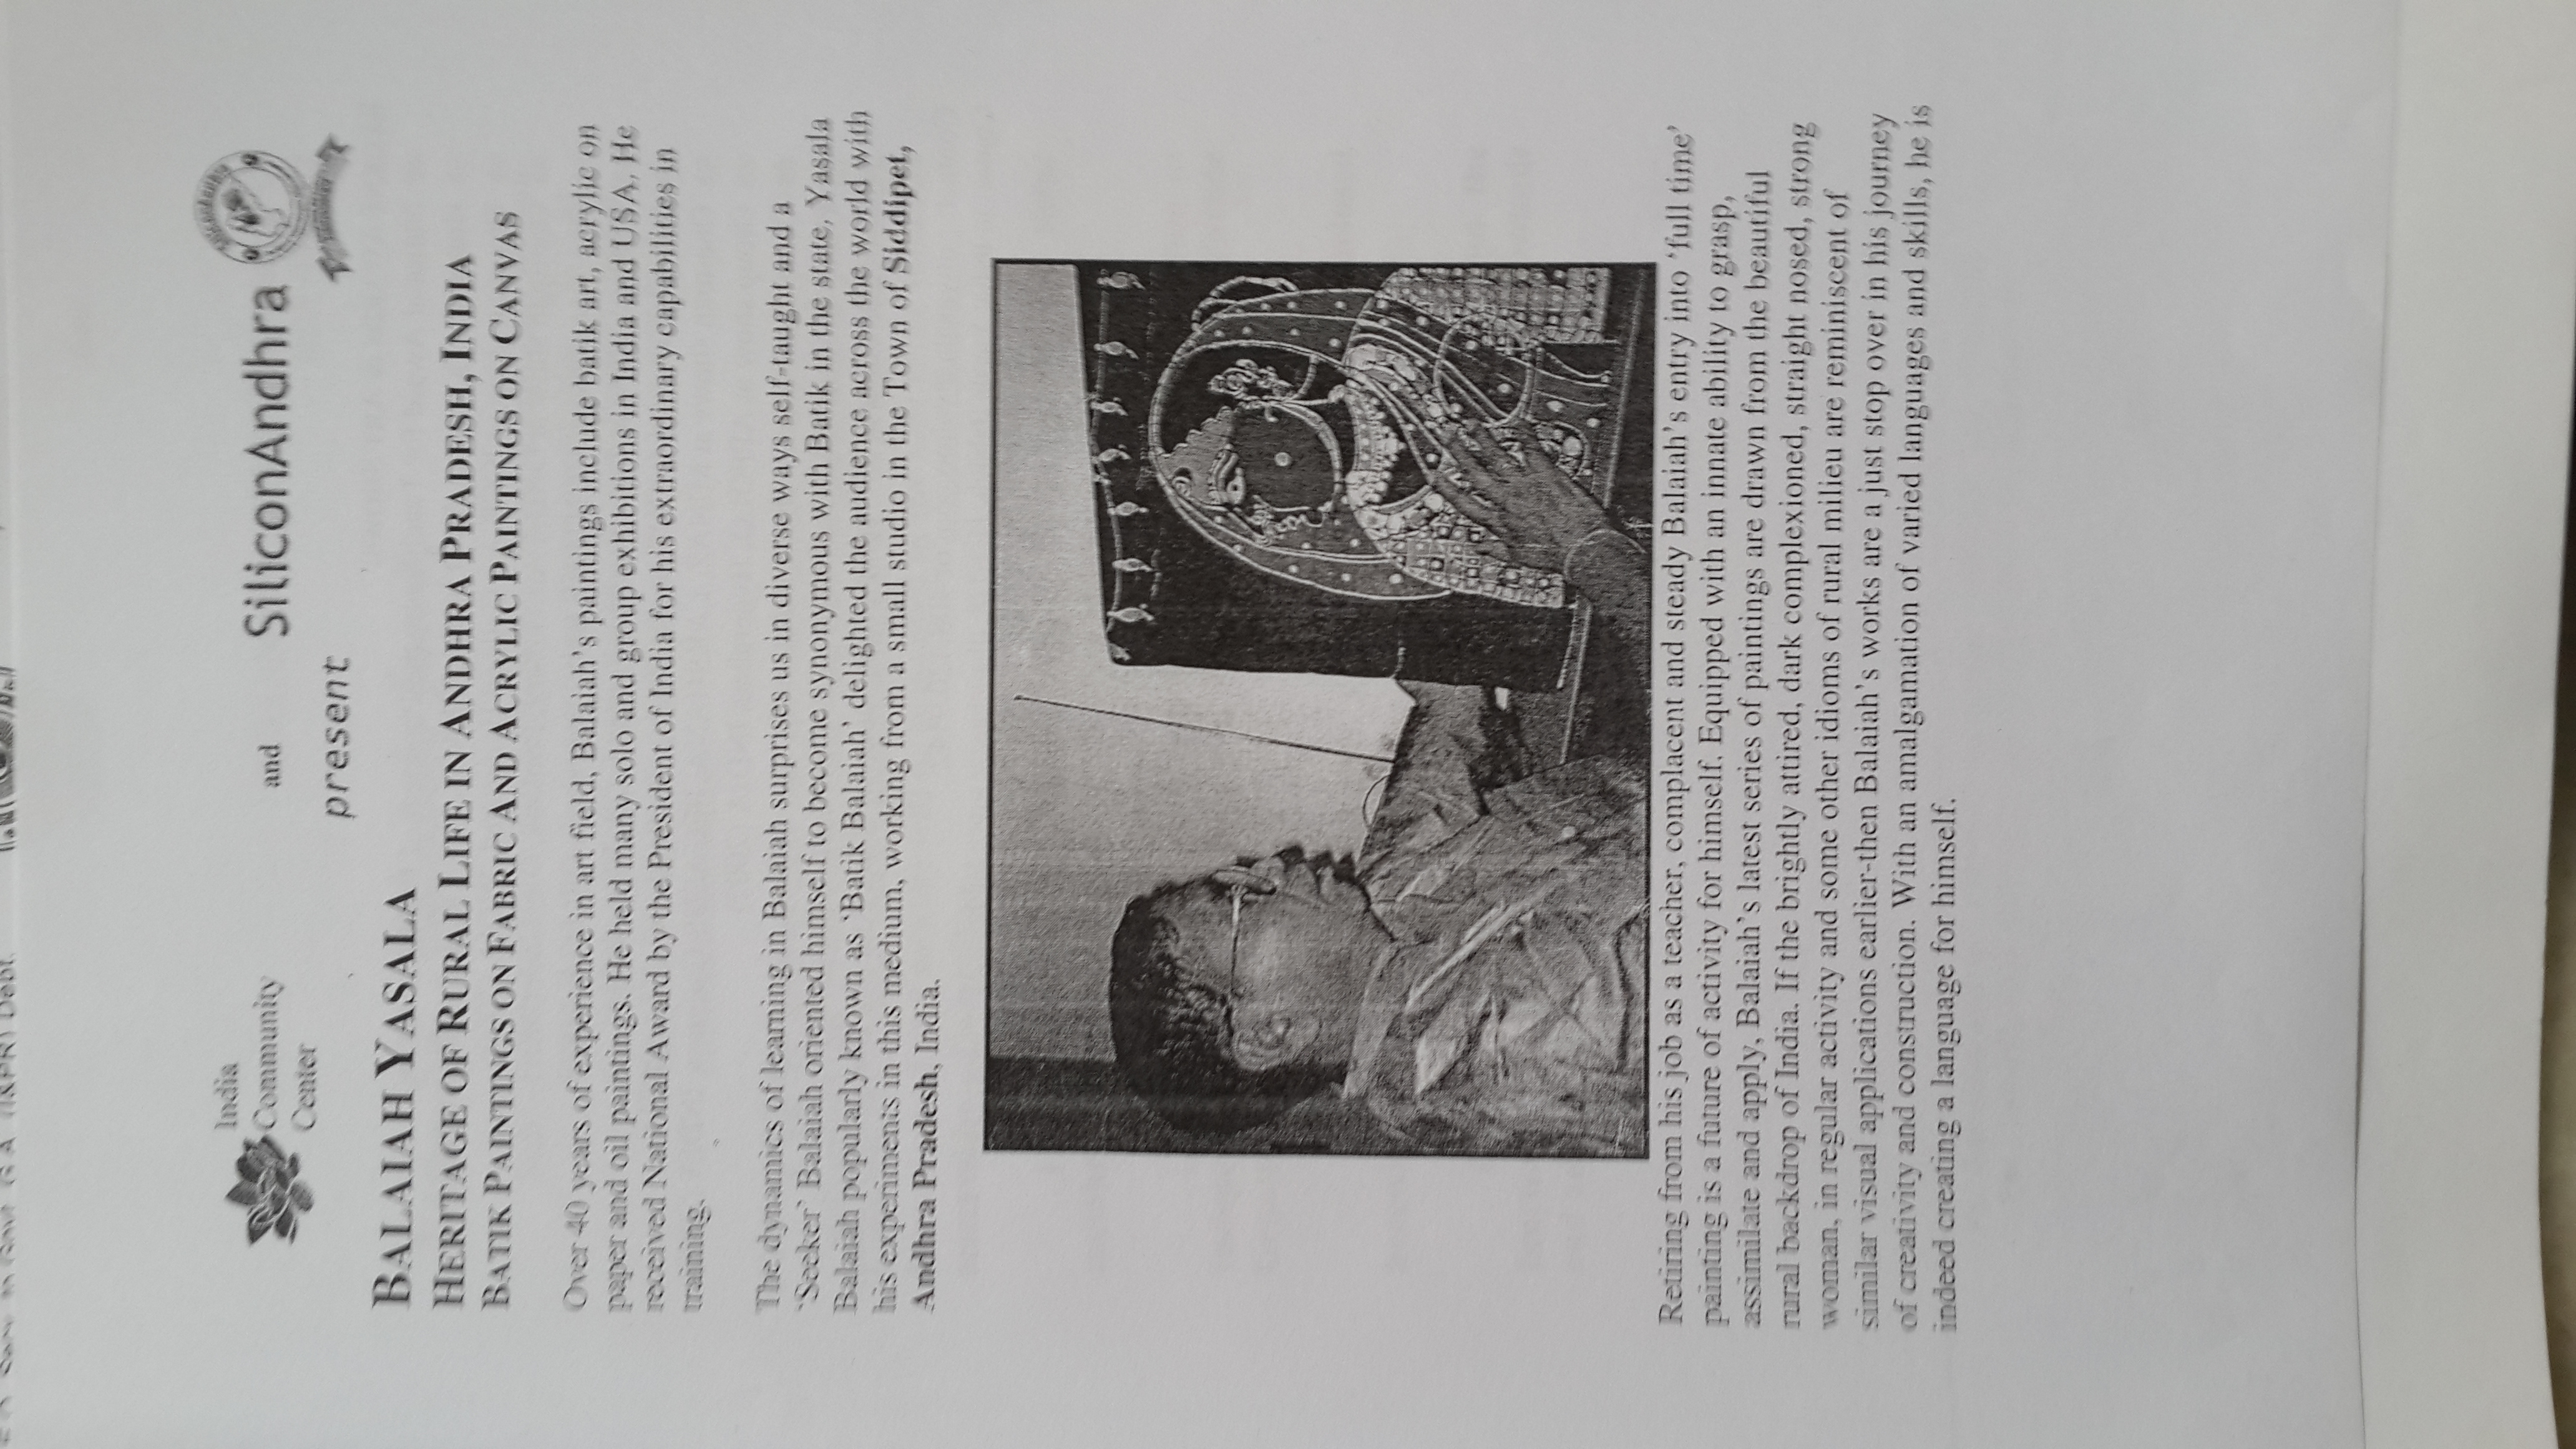 Secy. to Govt. G.A. (I&PR) Dept.
India
Community
Center
and
SiliconAndhra
present
BALAIAH YASALA
HERITAGE OF RURAL LIFE IN ANDHRA PRADESH, INDIA
BATIK PAINTINGS ON FABRIC AND ACRYLIC PAINTINGS ON CANVAS
Over 40 years of experience in art field, Balaiah's paintings include batik art, acrylic on
paper and oil paintings. He held many solo and group exhibitions in India and USA. He
received National Award by the President of India for his extraordinary capabilities in
training.
The dynamics of learning in Balaiah surprises us in diverse ways self-taught and a
'Seeker' Balaiah oriented himself to become synonymous with Batik in the state, Yasala
Balaiah popularly known as 'Batik Balaiah' delighted the audience across the world with
his experiments in this medium, working from a small studio in the Town of Siddipet,
Andhra Pradesh, India.
Retiring from his job as a teacher, complacent and steady Balaiah's entry into 'full time'
painting is a future of activity for himself. Equipped with an innate ability to grasp,
assimilate and apply, Balaiah's latest series of paintings are drawn from the beautiful
rural backdrop of India. If the brightly attired, dark complexioned, straight nosed, strong
woman, in regular activity and some other idioms of rural milieu are reminiscent of
similar visual applications earlier-then Balaiah's works are a just stop over in his journey
of creativity and construction. With an amalgamation of varied languages and skills, he is
indeed creating a language for himself.